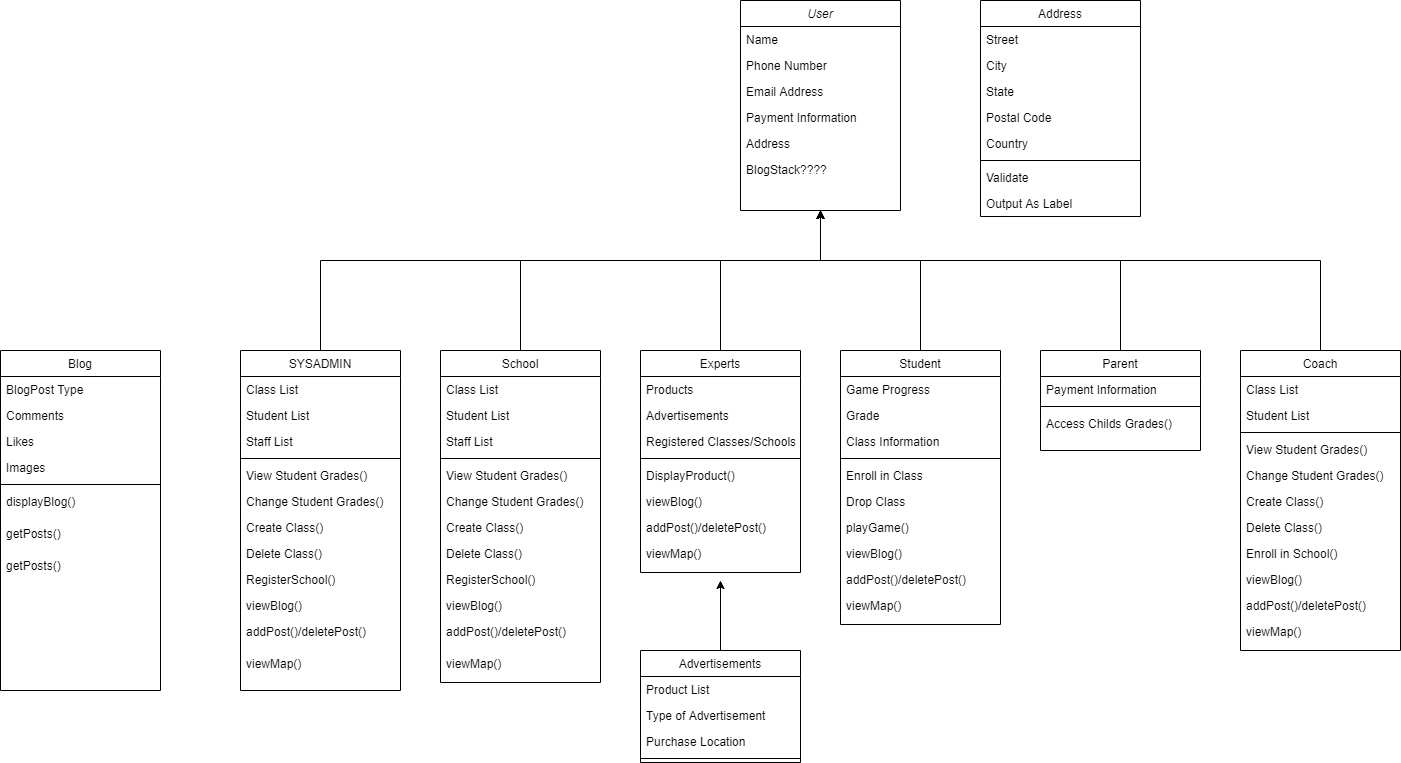 User
Name
Phone Number
Email Address
Payment Information
Address
BlogStack????
Address
Street
City
State
Postal Code
Country
Validate
Output As Label
Blog
BlogPost Type
Comments
Likes
Images
displayBlog()
getPosts()
getPosts()
SYSADMIN
Class List
Student List
Staff List
View Student Grades()
Change Student Grades()
Create Class()
Delete Class()
RegisterSchool()
viewBlog()
addPost()/deletePost()
viewMap()
School
Class List
Student List
Staff List
View Student Grades()
Change Student Grades()
Create Class()
Delete Class()
RegisterSchool()
viewBlog()
addPost()/deletePost()
viewMap()
Experts
Products
Advertisements
Registered Classes/Schools
DisplayProduct()
viewBlog()
addPost()/deletePost()
viewMap()
Advertisements
Product List
Type of Advertisement
Purchase Location
Student
Game Progress
Grade
Class Information
Enroll in Class
Drop Class
playGame()
viewBlog()
addPost()/deletePost()
viewMap()
Parent
Payment Information
Access Childs Grades()
Coach
Class List
Student List
View Student Grades()
Change Student Grades()
Create Class()
Delete Class()
Enroll in School()
viewBlog()
addPost()/deletePost()
viewMap()